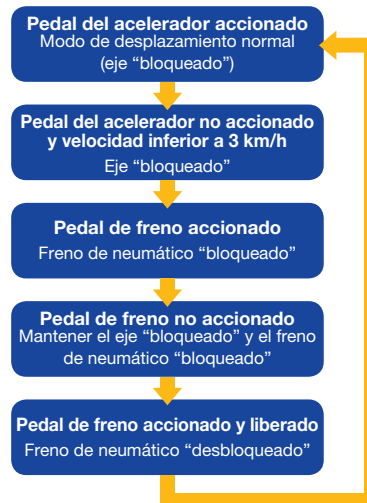 Pedal del acelerador accionado
Modo de desplazamiento normal
(eje “bloqueado”)
Pedal del acelerador no accionado
y velocidad inferior a 3 km/h
Eje “bloqueado”
Pedal de freno accionado
Freno de neumático “bloqueado”
Pedal de freno no accionado
Mantener el eje “bloqueado” y el freno
de neumático “bloqueado”
Pedal de freno accionado y liberado
Freno de neumático “desbloqueado”